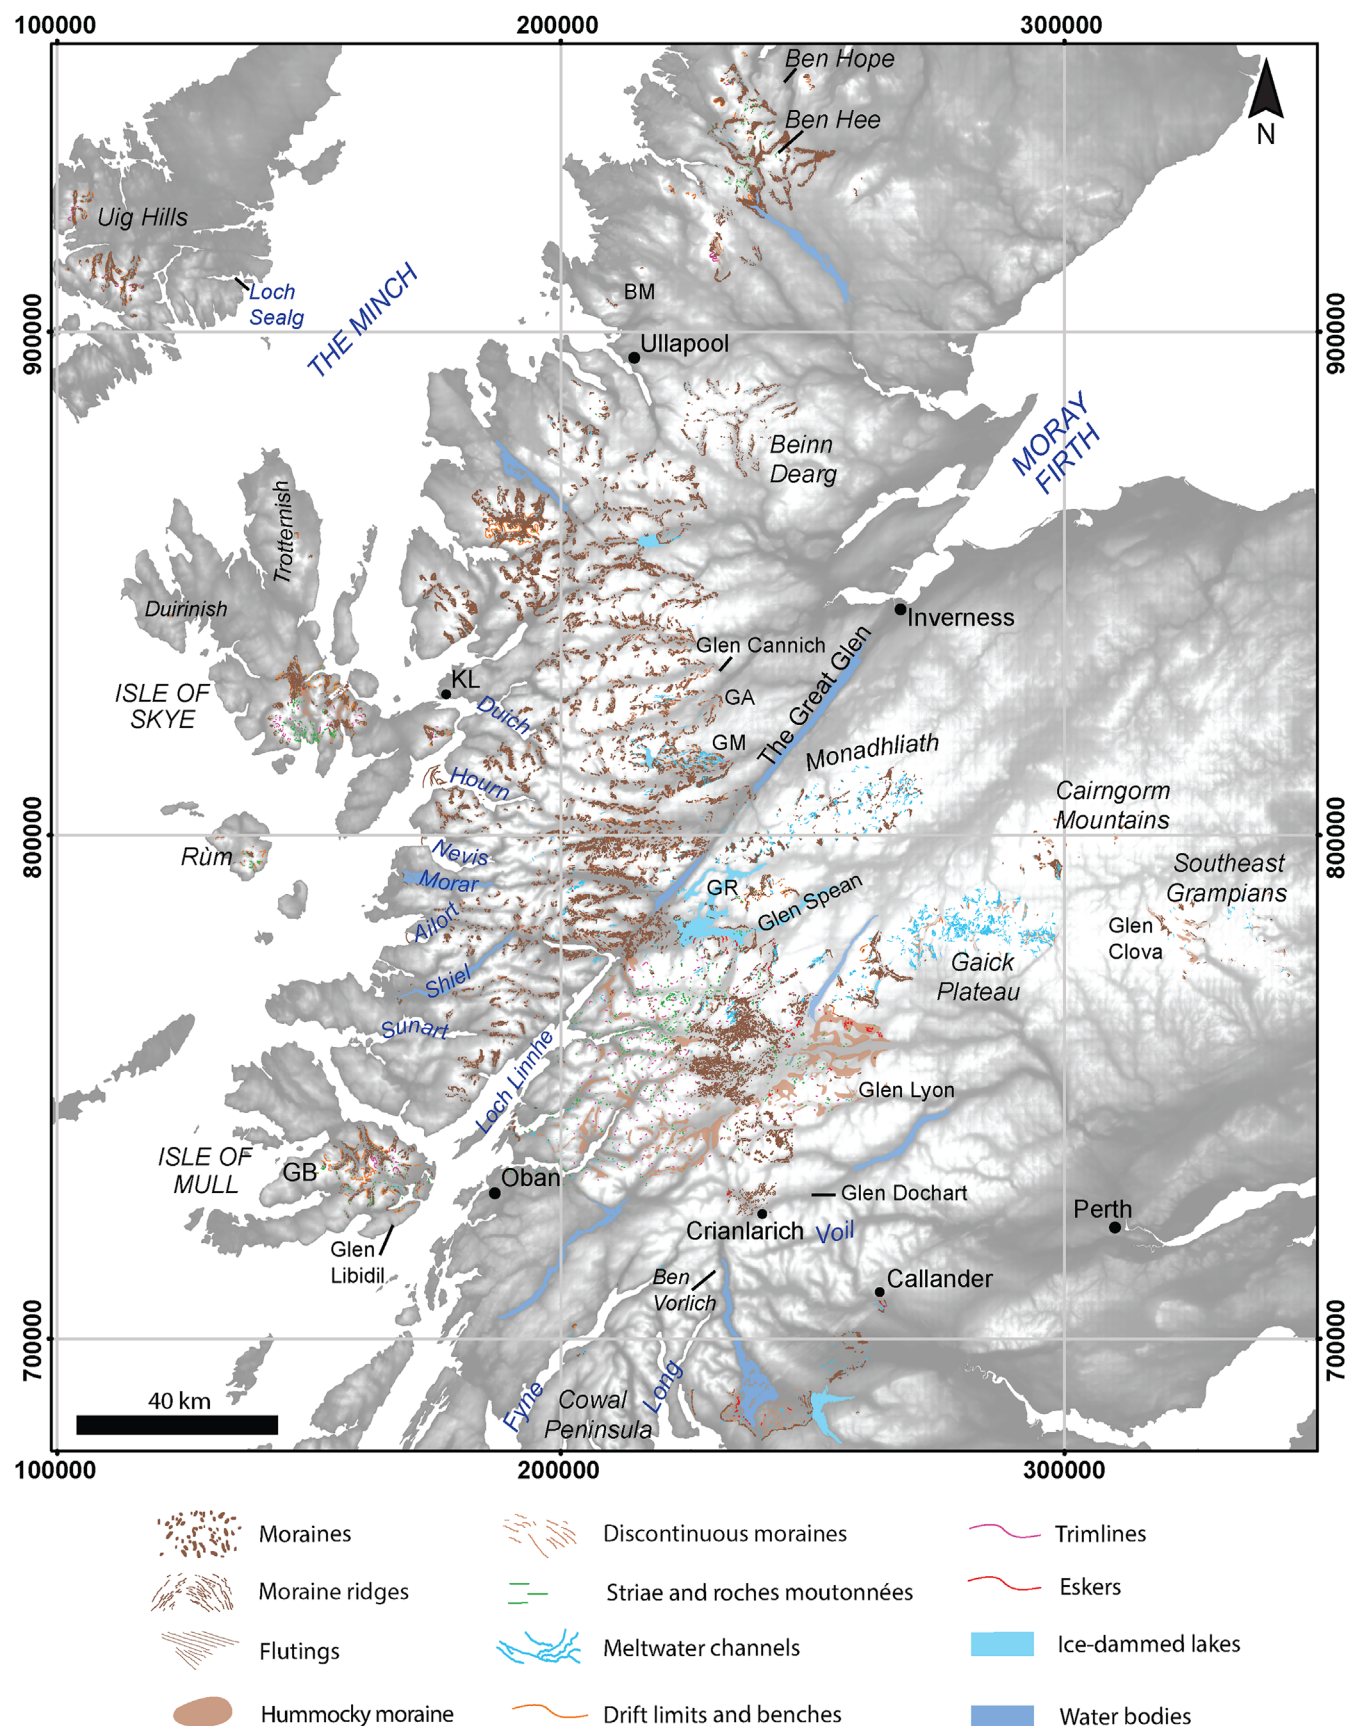 100000
200000
300000
Ben Hope
Ben Hee
N
Uig Hills
Loch
Sealg
THE MINCH
BM
900000
900000
Ullapool
MORAY
FIRTH
Beinn
Dearg
Trotternish
Duirinish
Inverness
Glen Cannich
The Great Glen
KL
ISLE OF
SKYE
GA
Duich
GM
Monadhliath
Hourn
Cairngorm
Mountains
800000
800000
Rùm
Nevis
Morar
GR
Glen Spean
Southeast
Grampians
Ailort
Glen
Clova
Gaick
Plateau
Shiel
Sunart
Loch Linnhe
Glen Lyon
ISLE OF
MULL
GB
Oban
Glen Dochart
Perth
Crianlarich
Voil
Glen
Libidil
Ben
Vorlich
Callander
700000
700000
40 km
Fyne
Cowal
Peninsula
Long
100000
200000
300000
Moraines
Discontinuous moraines
Trimlines
Moraine ridges
Striae and roches moutonnées
Eskers
Flutings
Meltwater channels
Ice-dammed lakes
Hummocky moraine
Drift limits and benches
Water bodies